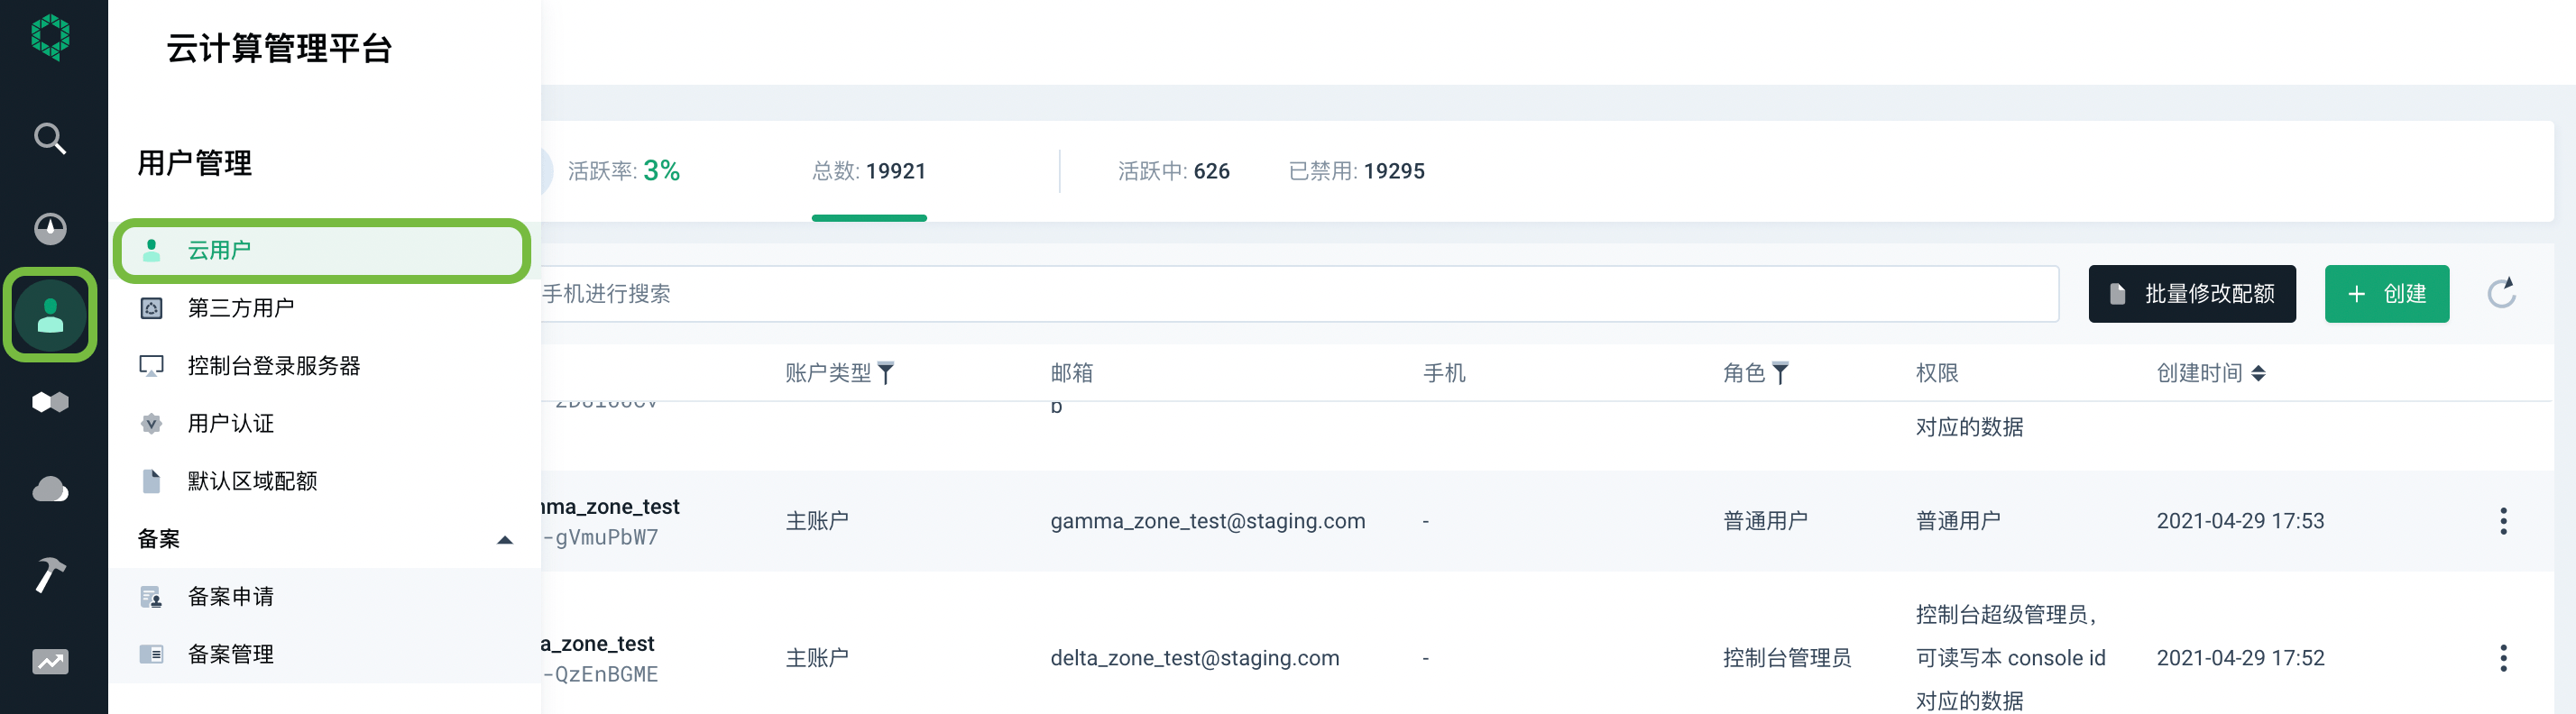 云计算管理平台
用户管理
云用户
第三方用户
控制台登录服务器
用户认证
默认区域配额
备案
备案申请
备案管理
活跃率: 3%
总数: 19921
活跃中: 626
已禁用: 19295
手机进行搜索
批量修改配额
+ 创建
账户类型
邮箱
手机
角色
权限
创建时间
b
对应的数据
mma_zone_test
-gVmuPbW7
主账户
gamma_zone_test@staging.com
-
普通用户
普通用户
2021-04-29 17:53
a_zone_test
-QzEnBGME
主账户
delta_zone_test@staging.com
-
控制台管理员
控制台超级管理员,
可读写本 console id
对应的数据
2021-04-29 17:52